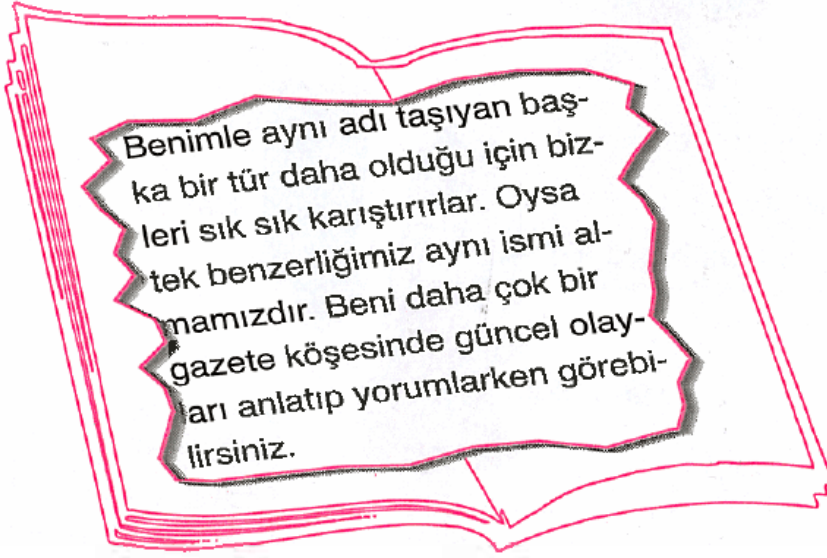 Benimle aynı adı taşıyan baş-
ka bir tür daha olduğu için biz-
leri sık sık karıştırırlar. Oysa
tek benzerliğimiz aynı ismi al-
mamızdır. Beni daha çok bir
gazete köşesinde güncel olay-
ları anlatıp yorumlarken görebi-
lirsiniz.